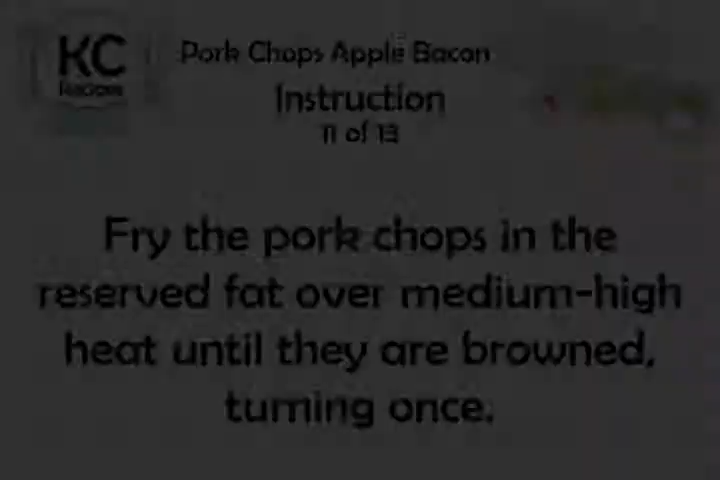 KC
Recipes
Pork Chops Apple Bacon
Instruction
11 of 13
Fry the pork chops in the
reserved fat over medium-high
heat until they are browned,
turning once.